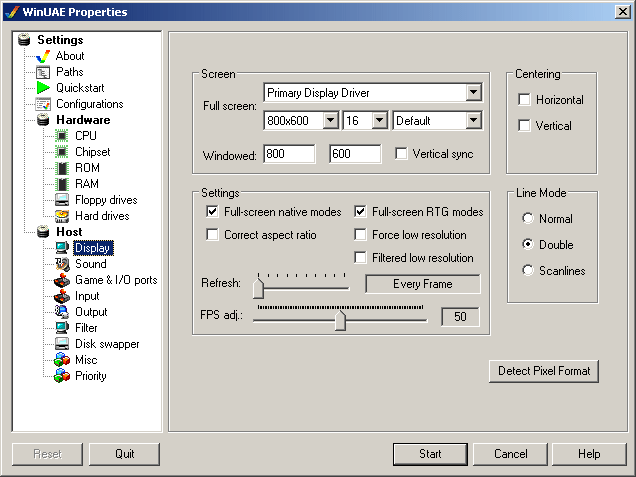 WinUAE Properties
Settings
About
Paths
Quickstart
Configurations
Hardware
CPU
Chipset
ROM
RAM
Floppy drives
Hard drives
Host
Display
Sound
Game & I/O ports
Input
Output
Filter
Disk swapper
Misc
Priority
Screen
Full screen: Primary Display Driver
800x600 16 Default
Windowed: 800 600 Vertical sync
Centering
Horizontal
Vertical
Settings
Full-screen native modes Full-screen RTG modes
Correct aspect ratio Force low resolution
Filtered low resolution
Refresh: Every Frame
FPS adj.: 50
Line Mode
Normal
Double
Scanlines
Detect Pixel Format
Reset Quit Start Cancel Help